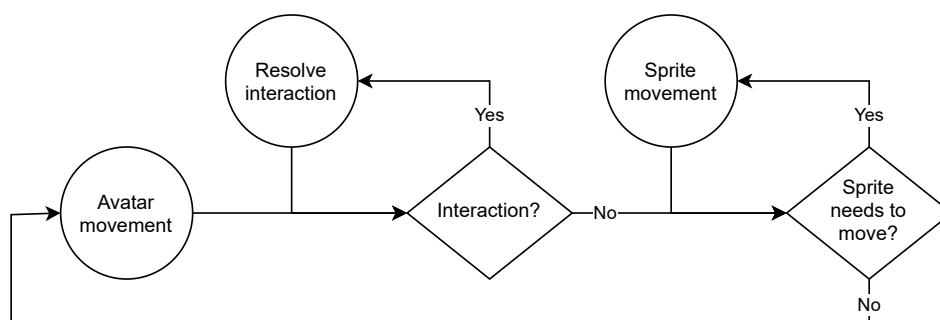 Resolve
interaction
Sprite
movement
Yes
Yes
Avatar
movement
Interaction?
No
Sprite
needs to
move?
No